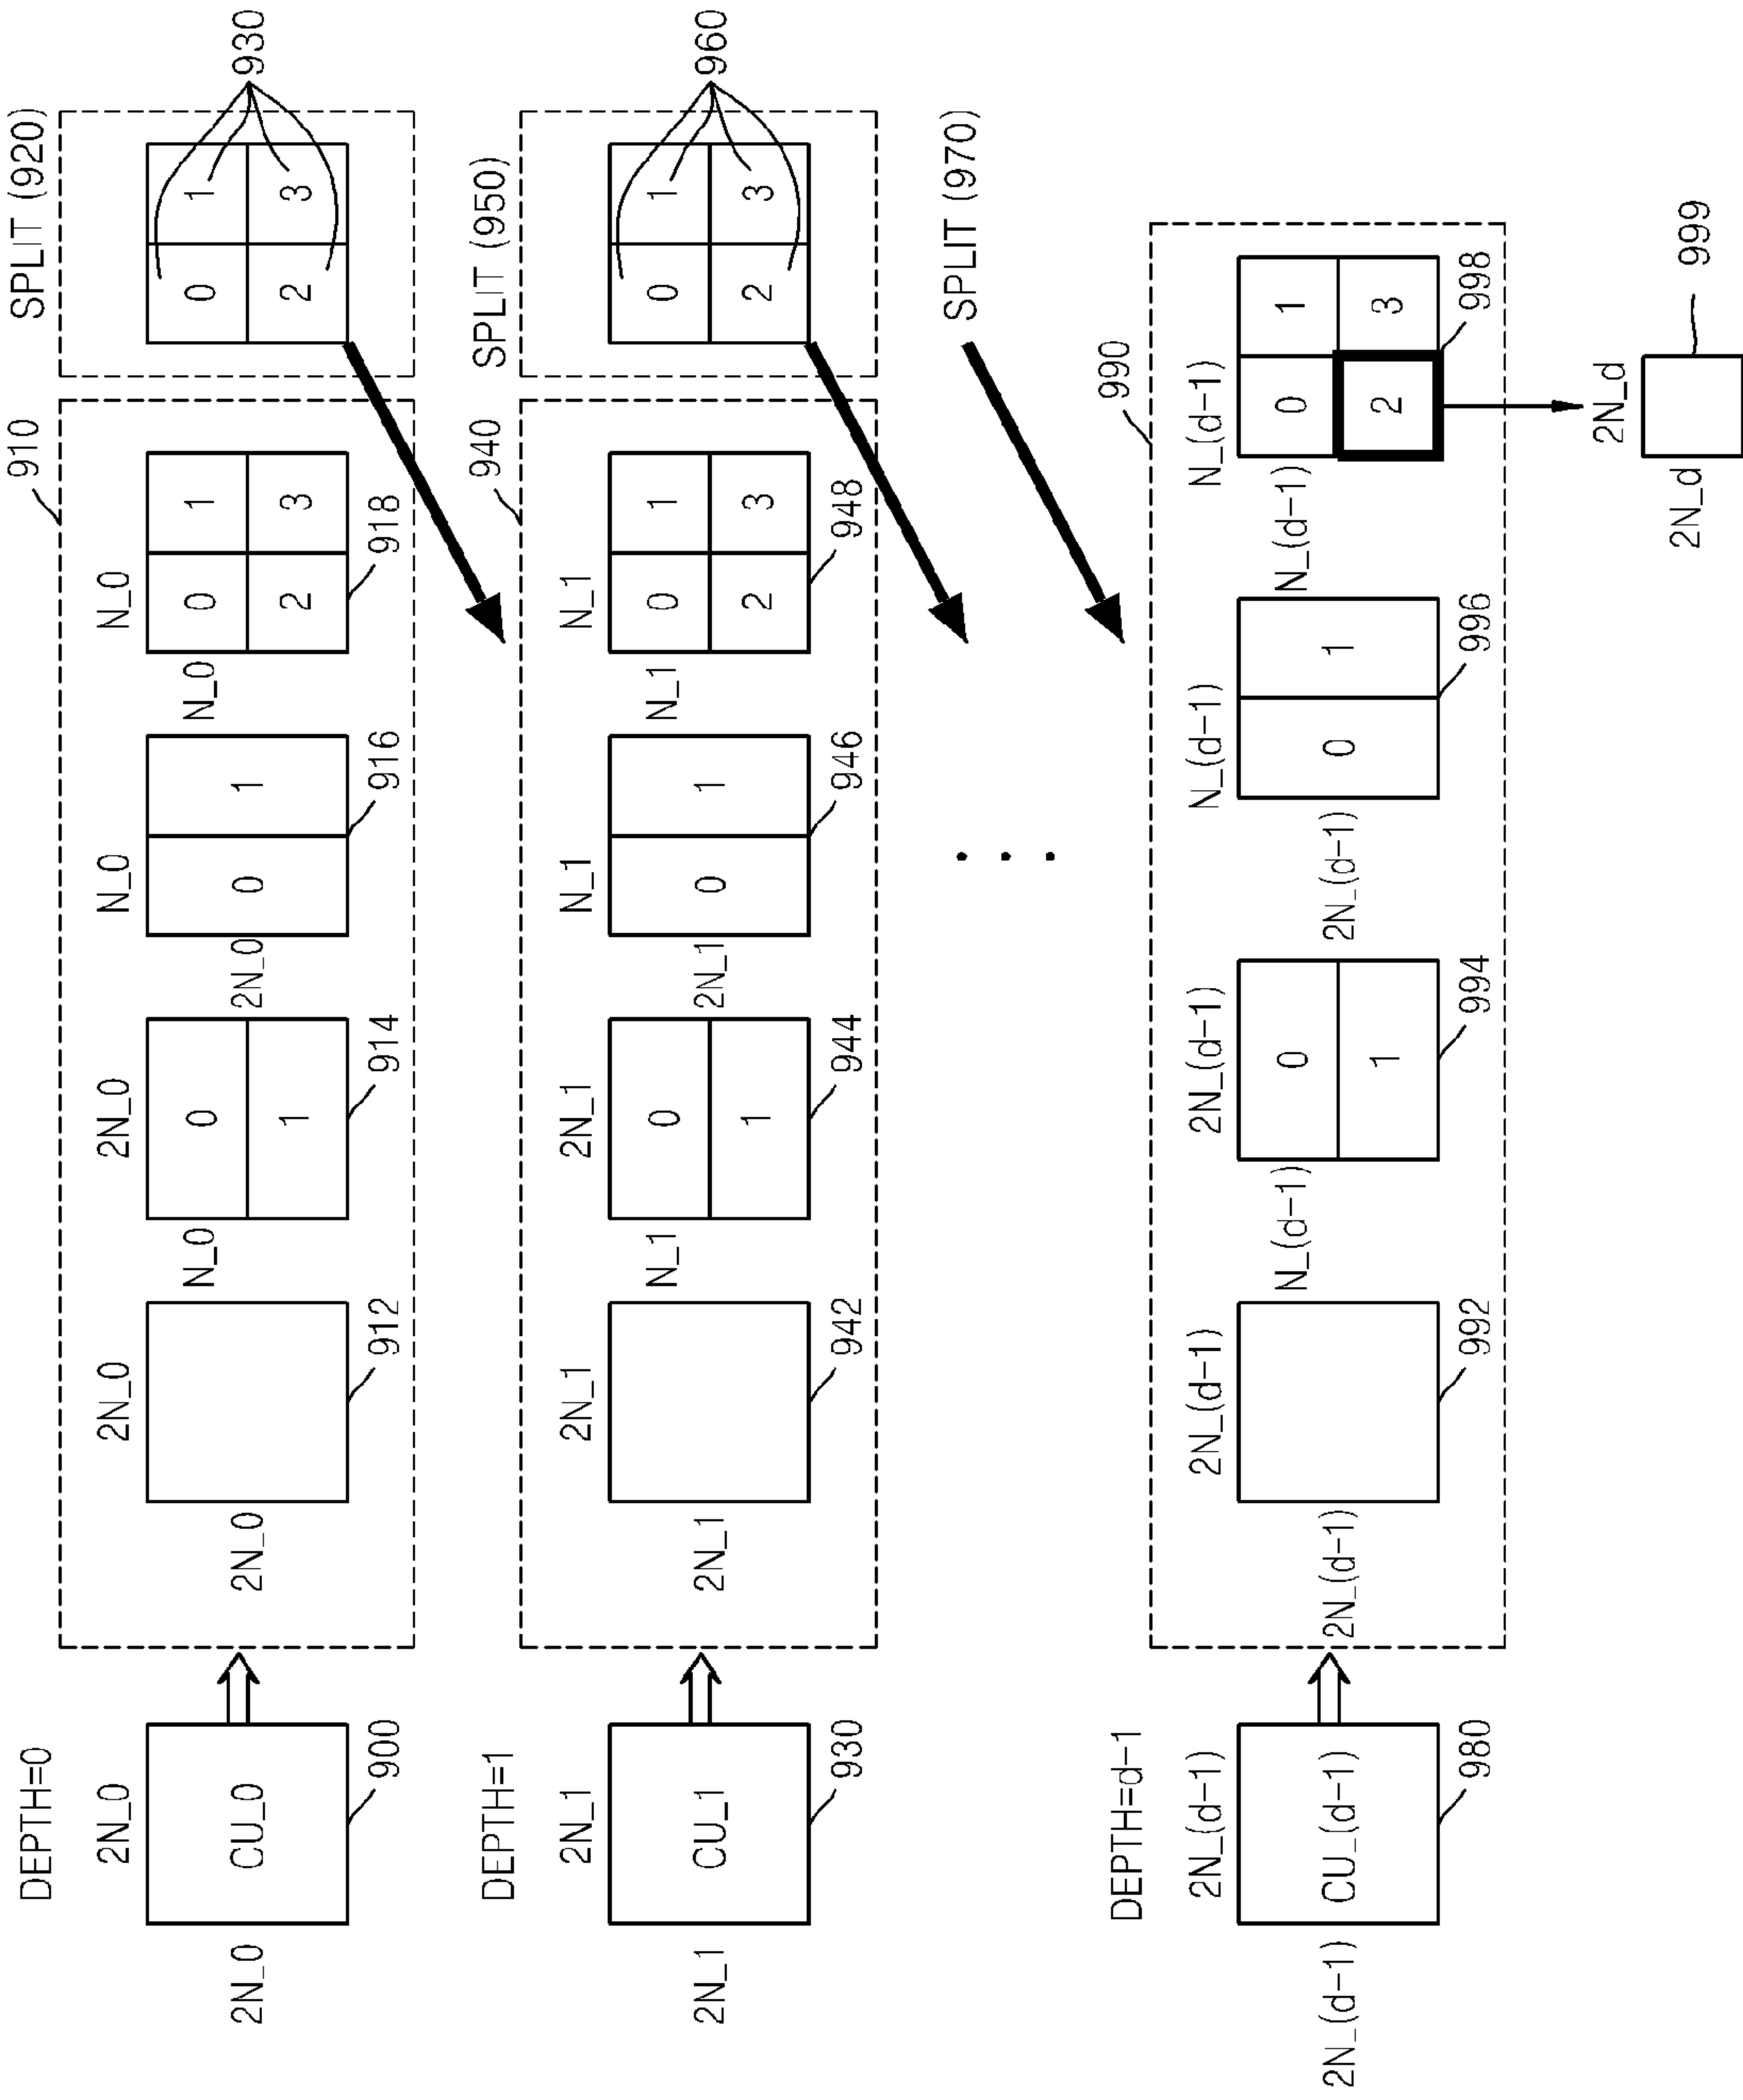 DEPTH=0
SPLIT (920)
910
930
2N_0
2N_0
2N_0
N_0
N_0
2N_0
CU_0
2N_0
N_0
0
1
2N_0
0
1
N_0
0
1
2
3
0
1
2
3
900
912
914
916
918
DEPTH=1
SPLIT (950)
940
960
2N_1
2N_1
2N_1
N_1
N_1
2N_1
CU_1
2N_1
N_1
0
1
2N_1
0
1
N_1
0
1
2
3
0
1
2
3
930
942
944
946
948
SPLIT (970)
DEPTH=d-1
990
2N_(d-1)
2N_(d-1)
2N_(d-1)
N_(d-1)
N_(d-1)
2N_(d-1)
CU_(d-1)
2N_(d-1)
N_(d-1)
0
1
2N_(d-1)
0
1
N_(d-1)
0
1
2
3
980
992
994
996
998
2N_d
2N_d
999